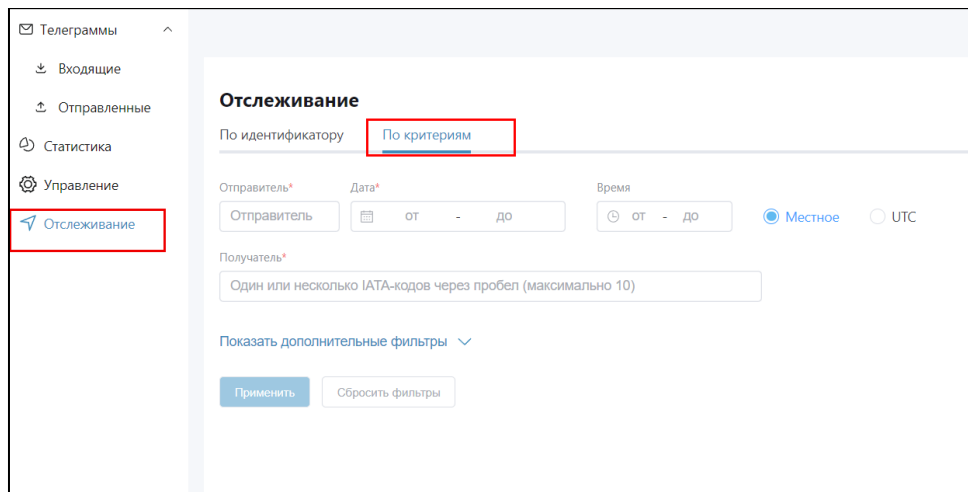 Телеграммы
Входящие
Отправленные
Статистика
Управление
Отслеживание
Отслеживание
По идентификатору По критериям
Отправитель* Дата* Время
Отправитель от - до от - до Местное UTC
Получатель*
Один или несколько IATA-кодов через пробел (максимально 10)
Показать дополнительные фильтры
Применить Сбросить фильтры